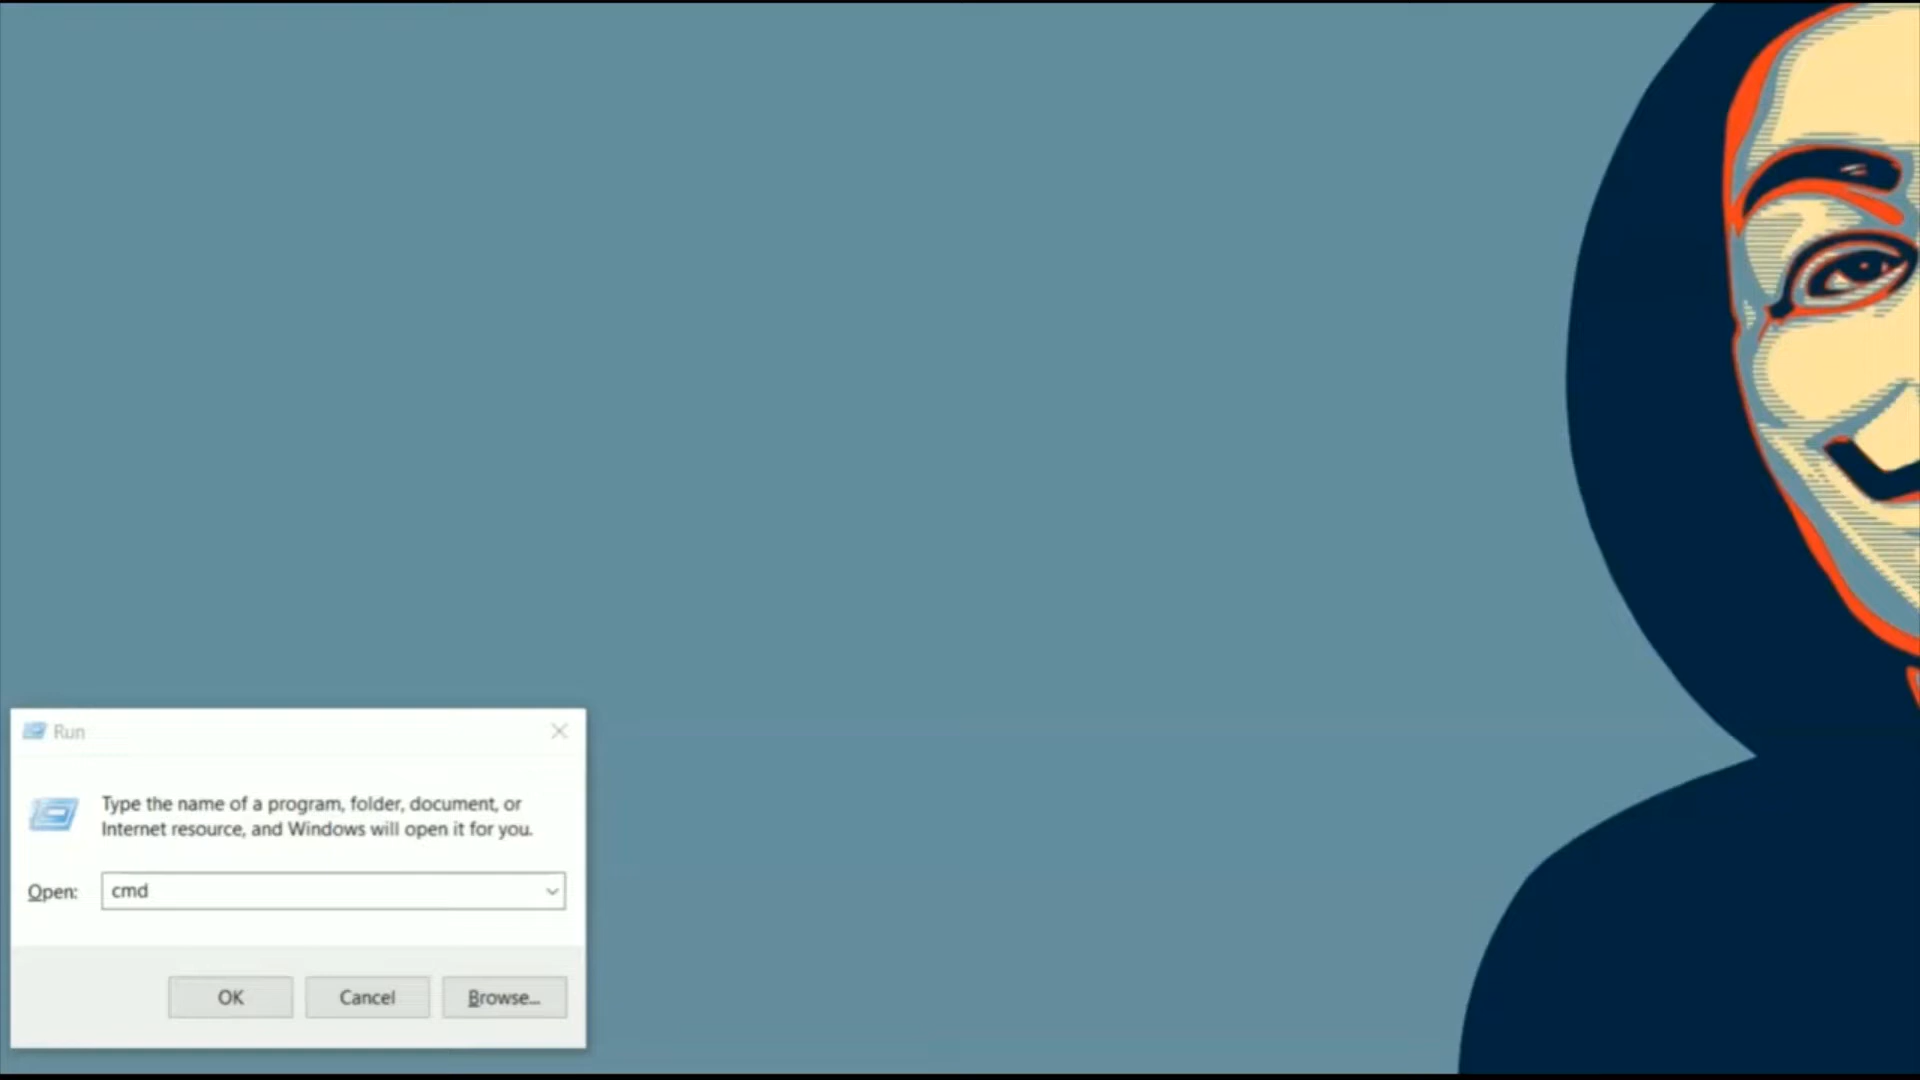 Run
Type the name of a program, folder, document, or
Internet resource, and Windows will open it for you.
Open: cmd
OK Cancel Browse...